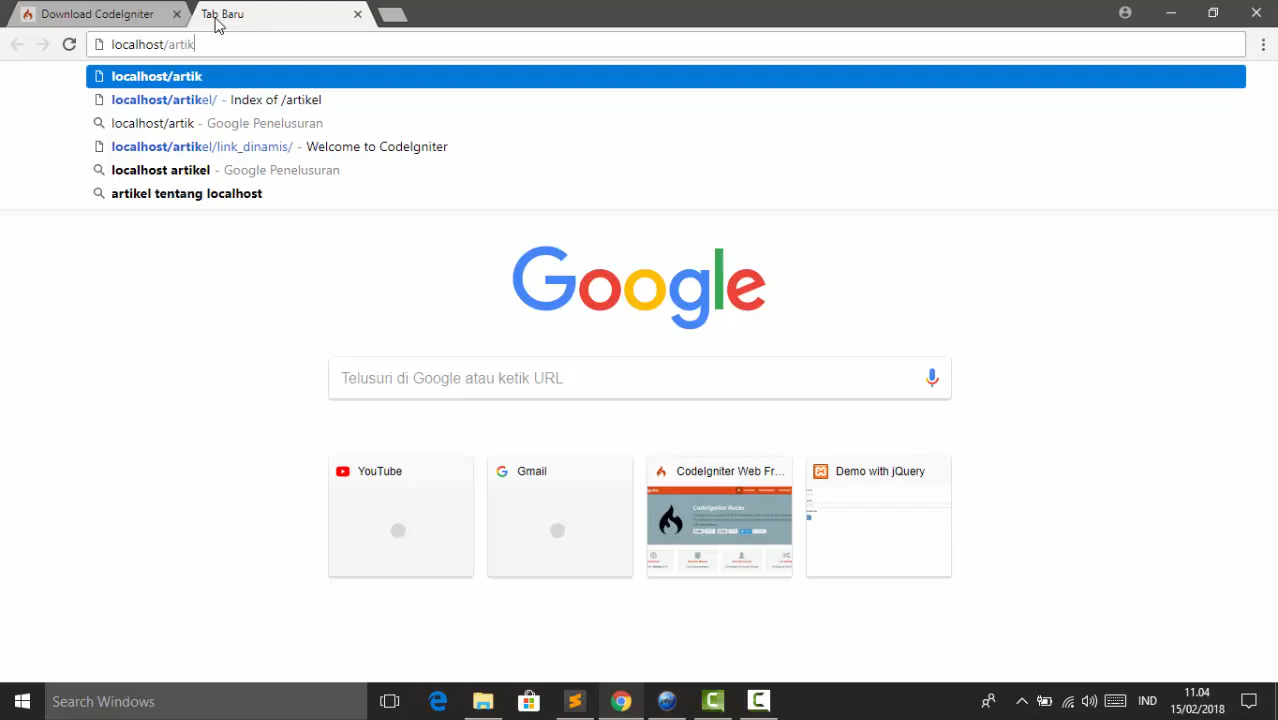 Download CodeIgniter
Tab Baru
localhost/artik
localhost/artik
localhost/artikel/ - Index of /artikel
localhost/artik - Google Penelusuran
localhost/artikel/link_dinamis/ - Welcome to CodeIgniter
localhost artikel - Google Penelusuran
artikel tentang localhost
Google
Telusuri di Google atau ketik URL
YouTube
Gmail
CodeIgniter Web Fr...
Demo with jQuery
CodeIgniter Rocks
Search Windows
IND
11.04
15/02/2018